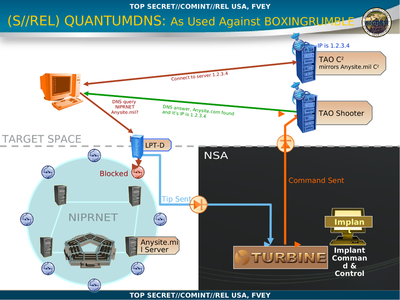 TOP SECRET//COMINT//REL USA, FVEY
(S//REL) QUANTUMDNS: As Used Against BOXINGRUMBLE
IP is 1.2.3.4
TAO C²
mirrors Anysite.mil C²
Connect to server 1.2.3.4
DNS query
NIPRNET
Anysite.mil?
DNS answer, Anysite.com found
and it's IP is 1.2.3.4
TAO Shooter
TARGET SPACE
LPT-D
NSA
Blocked
Command Sent
Tip Sent
NIPRNET
Anysite.mi
l Server
Implan
TURBINE
Implant
Comman
d &
Control
TOP SECRET//COMINT//REL USA, FVEY